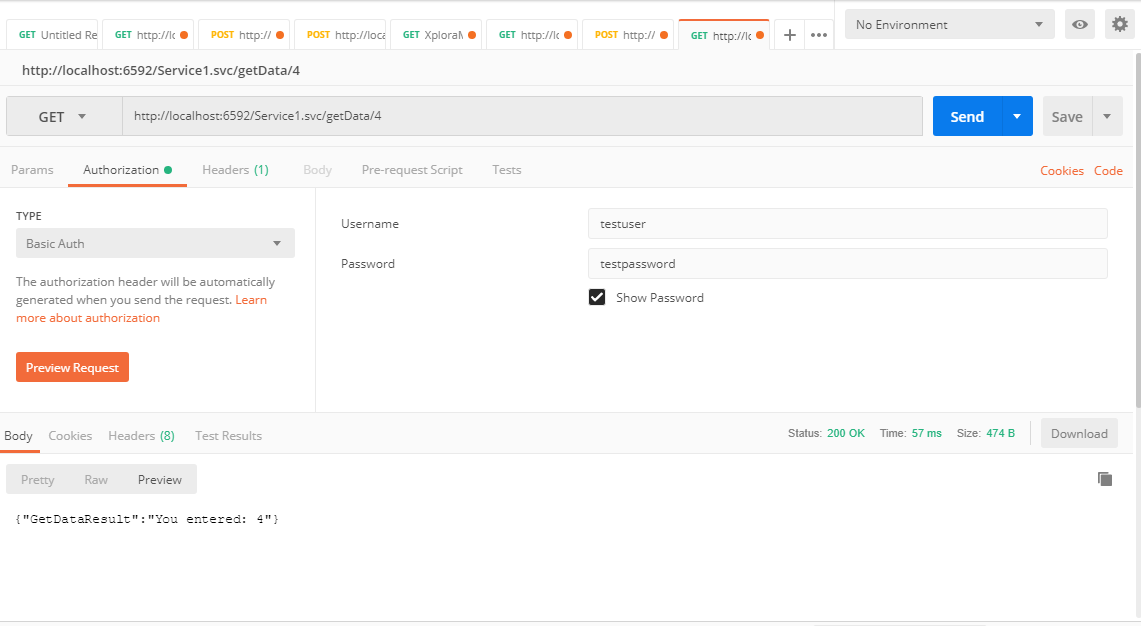 GET Untitled Re GET http://lc POST http:// POST http://loca GET XploraM GET http://lc POST http:// GET http://lc + ••• No Environment
http://localhost:6592/Service1.svc/getData/4
GET http://localhost:6592/Service1.svc/getData/4 Send Save
Params Authorization Headers (1) Body Pre-request Script Tests Cookies Code
TYPE
Basic Auth
The authorization header will be automatically
generated when you send the request. Learn
more about authorization
Preview Request
Username testuser
Password testpassword
Show Password
Body Cookies Headers (8) Test Results Status: 200 OK Time: 57 ms Size: 474 B Download
Pretty Raw Preview
{"GetDataResult":"You entered: 4"}